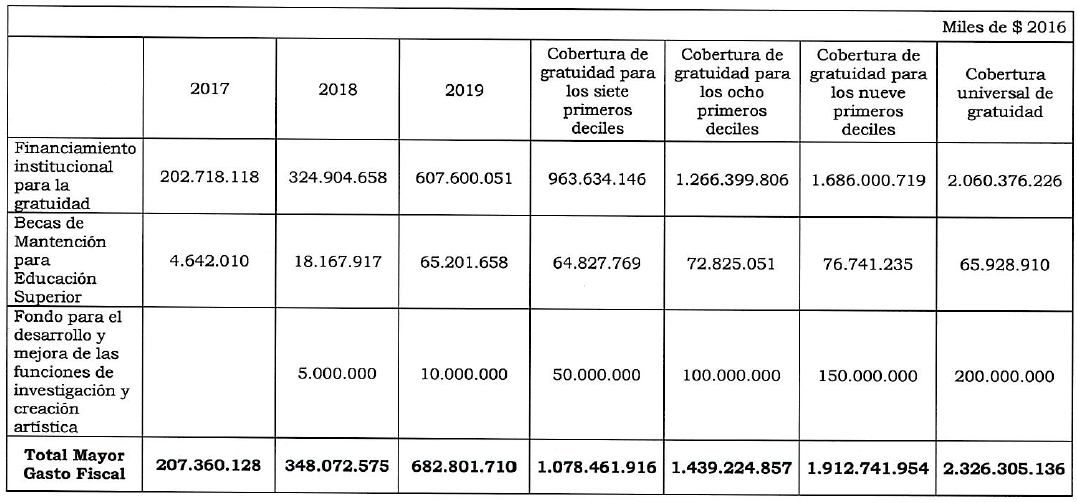 Miles de $ 2016
2017
2018
2019
Cobertura de
gratuidad para
los siete
primeros
deciles
Cobertura de
gratuidad para
los ocho
primeros
deciles
Cobertura de
gratuidad para
los nueve
primeros
deciles
Cobertura
universal de
gratuidad
Financiamiento
institucional
para la
gratuidad
202.718.118
324.904.658
607.600.051
963.634.146
1.266.399.806
1.686.000.719
2.060.376.226
Becas de
Mantención
para
Educación
Superior
4.642.010
18.167.917
65.201.658
64.827.769
72.825.051
76.741.235
65.928.910
Fondo para el
desarrollo y
mejora de las
funciones de
investigación y
creación
artística
5.000.000
10.000.000
50.000.000
100.000.000
150.000.000
200.000.000
Total Mayor
Gasto Fiscal
207.360.128
348.072.575
682.801.710
1.078.461.916
1.439.224.857
1.912.741.954
2.326.305.136